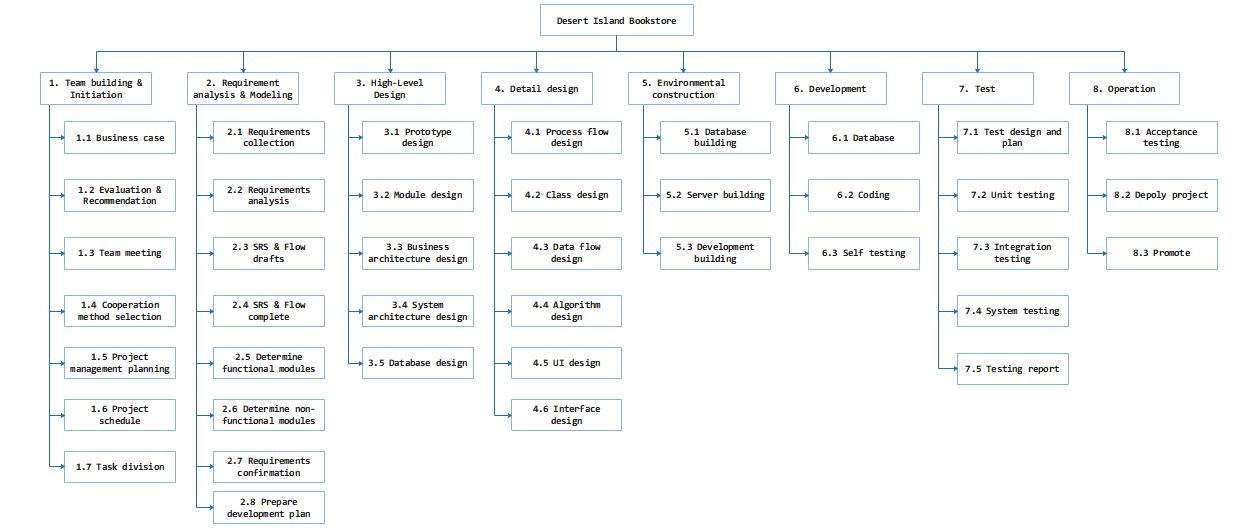 Desert Island Bookstore
1. Team building &
Initiation
1.1 Business case
1.2 Evaluation &
Recommendation
1.3 Team meeting
1.4 Cooperation
method selection
1.5 Project
management planning
1.6 Project
schedule
1.7 Task division
2. Requirement
analysis & Modeling
2.1 Requirements
collection
2.2 Requirements
analysis
2.3 SRS & Flow
drafts
2.4 SRS & Flow
complete
2.5 Determine
functional modules
2.6 Determine non-
functional modules
2.7 Requirements
confirmation
2.8 Prepare
development plan
3. High-Level
Design
3.1 Prototype
design
3.2 Module design
3.3 Business
architecture design
3.4 System
architecture design
3.5 Database design
4. Detail design
4.1 Process flow
design
4.2 Class design
4.3 Data flow
design
4.4 Algorithm
design
4.5 UI design
4.6 Interface
design
5. Environmental
construction
5.1 Database
building
5.2 Server building
5.3 Development
building
6. Development
6.1 Database
6.2 Coding
6.3 Self testing
7. Test
7.1 Test design and
plan
7.2 Unit testing
7.3 Integration
testing
7.4 System testing
7.5 Testing report
8. Operation
8.1 Acceptance
testing
8.2 Depoly project
8.3 Promote